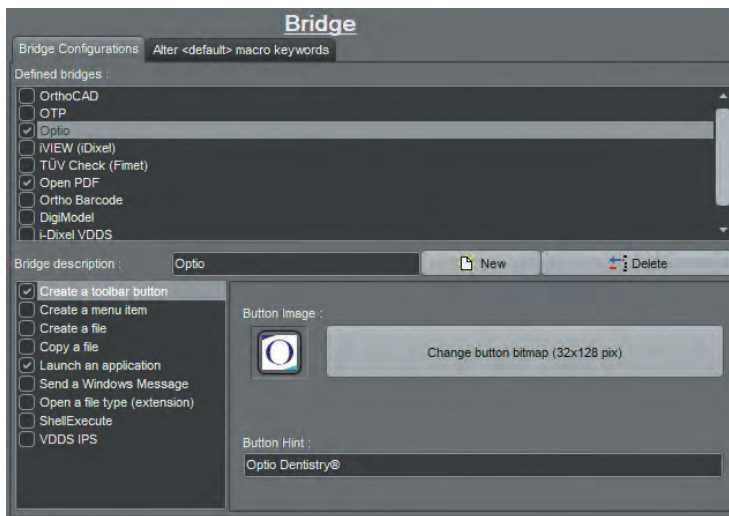 Bridge
Bridge Configurations Alter <default> macro keywords
Defined bridges :
OrthoCAD
OTP
Optio
iVIEW (iDixel)
TÜV Check (Fimet)
Open PDF
Ortho Barcode
DigiModel
i-Dixel VDDS
Bridge description : Optio New Delete
Create a toolbar button
Create a menu item
Create a file
Copy a file
Launch an application
Send a Windows Message
Open a file type (extension)
ShellExecute
VDDS IPS
Button Image :
O
Change button bitmap (32x128 pix)
Button Hint :
Optio Dentistry®